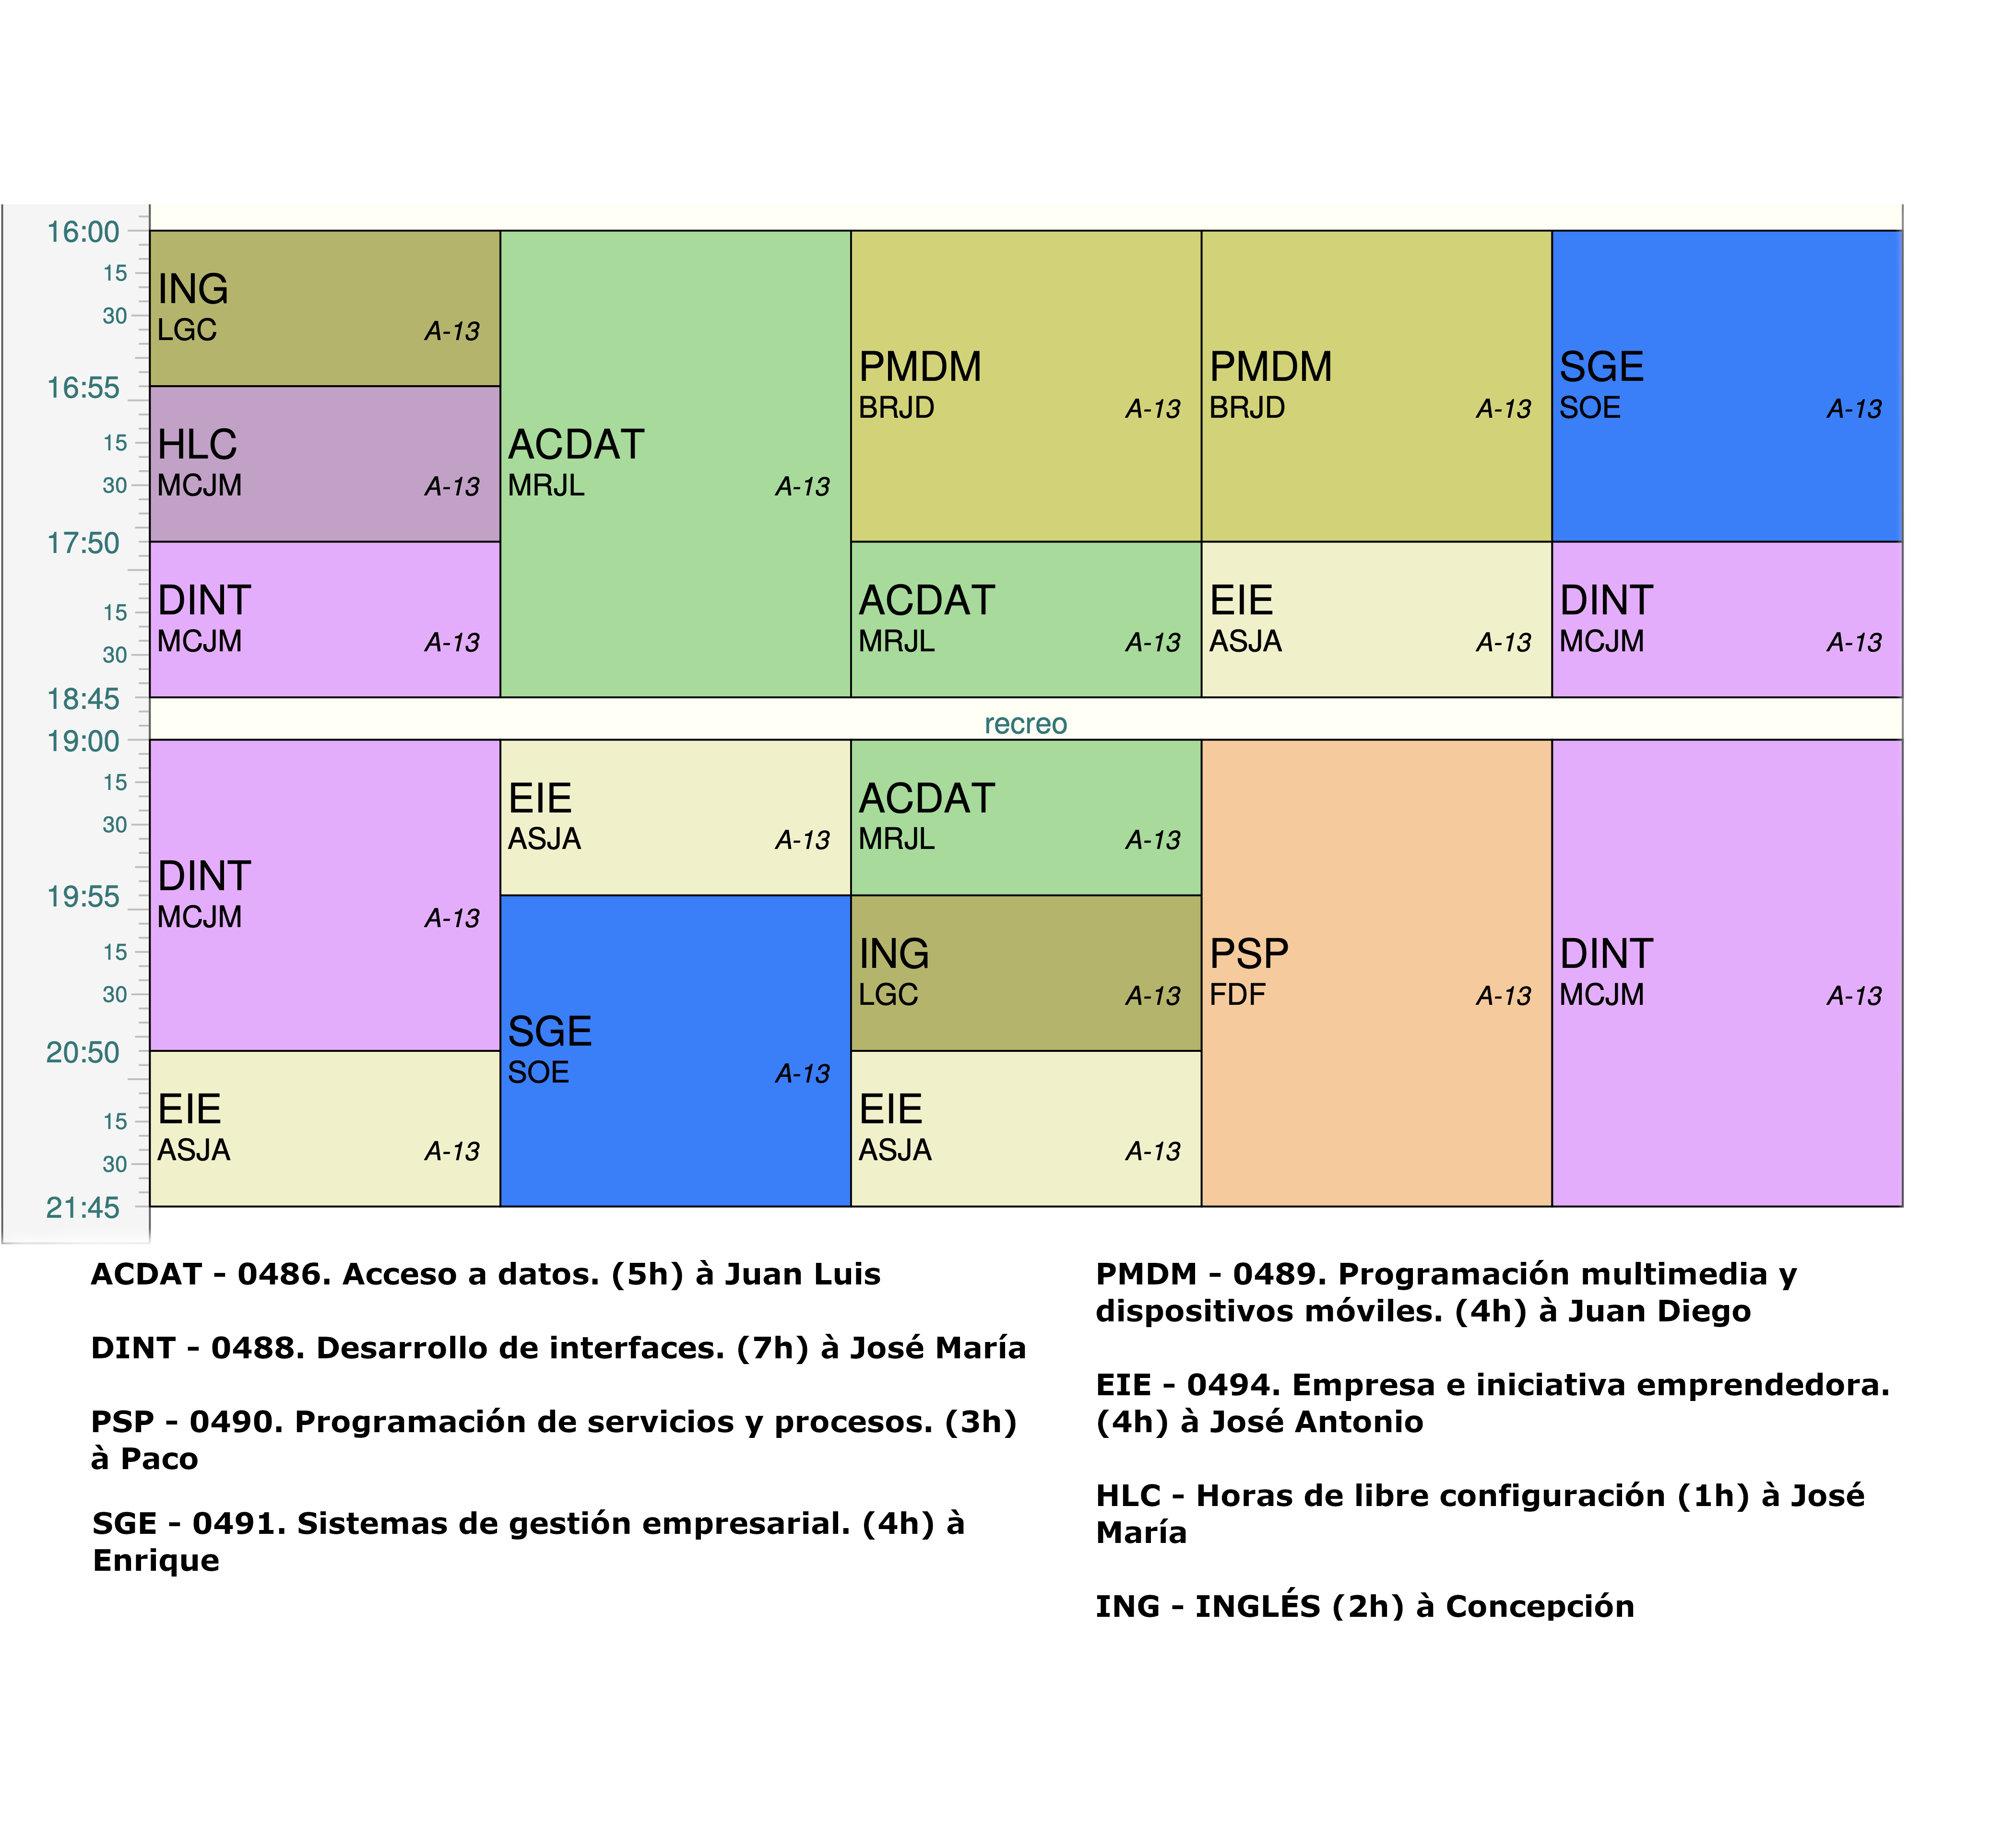 16:00
15
30
16:55
15
30
17:50
15
30
18:45
19:00
15
30
19:55
15
30
20:50
15
30
21:45
ING
LGC A-13
HLC
MCJM A-13
DINT
MCJM A-13
DINT
MCJM A-13
EIE
ASJA A-13
ACDAT
MRJL A-13
EIE
ASJA A-13
SGE
SOE A-13
PMDM
BRJD A-13
ACDAT
MRJL A-13
recreo
ACDAT
MRJL A-13
ING
LGC A-13
EIE
ASJA A-13
PMDM
BRJD A-13
EIE
ASJA A-13
PSP
FDF A-13
SGE
SOE A-13
DINT
MCJM A-13
DINT
MCJM A-13
ACDAT - 0486. Acceso a datos. (5h) à Juan Luis
DINT - 0488. Desarrollo de interfaces. (7h) à José María
PSP - 0490. Programación de servicios y procesos. (3h)
à Paco
SGE - 0491. Sistemas de gestión empresarial. (4h) à
Enrique
PMDM - 0489. Programación multimedia y
dispositivos móviles. (4h) à Juan Diego
EIE - 0494. Empresa e iniciativa emprendedora.
(4h) à José Antonio
HLC - Horas de libre configuración (1h) à José
María
ING - INGLÉS (2h) à Concepción